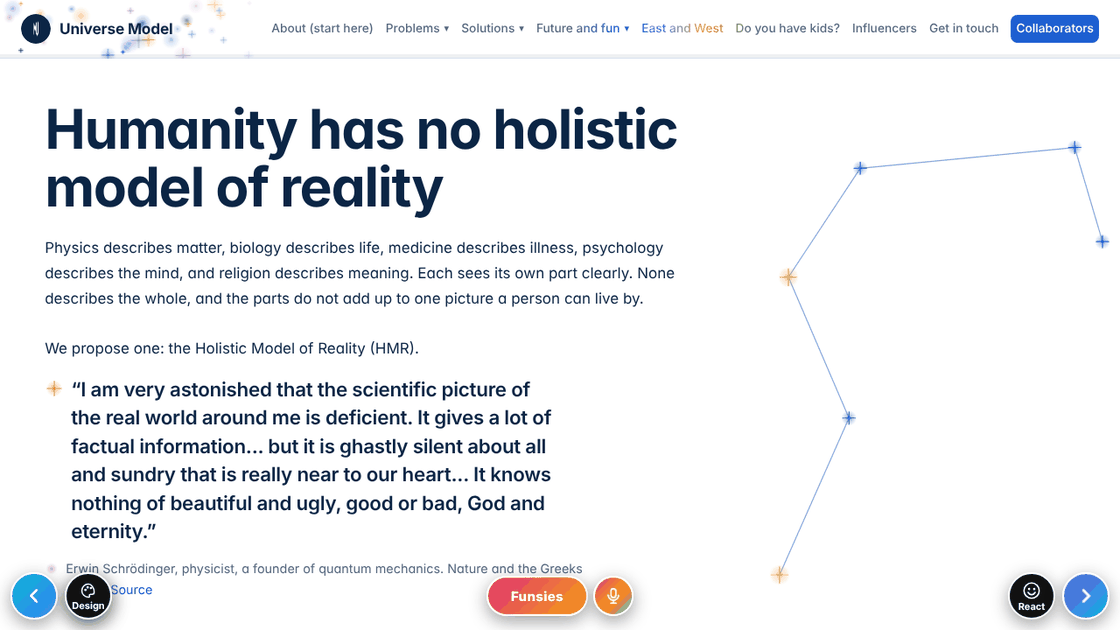 Universe Model
About (start here)
Problems ▾
Solutions ▾
Future and fun ▾
East and West
Do you have kids?
Influencers
Get in touch
Collaborators
Humanity has no holistic
model of reality
Physics describes matter, biology describes life, medicine describes illness, psychology
describes the mind, and religion describes meaning. Each sees its own part clearly. None
describes the whole, and the parts do not add up to one picture a person can live by.
We propose one: the Holistic Model of Reality (HMR).
“I am very astonished that the scientific picture of
the real world around me is deficient. It gives a lot of
factual information… but it is ghastly silent about all
and sundry that is really near to our heart… It knows
nothing of beautiful and ugly, good or bad, God and
eternity.”
Erwin Schrödinger, physicist, a founder of quantum mechanics. Nature and the Greeks
Source
Design
Funsies
React